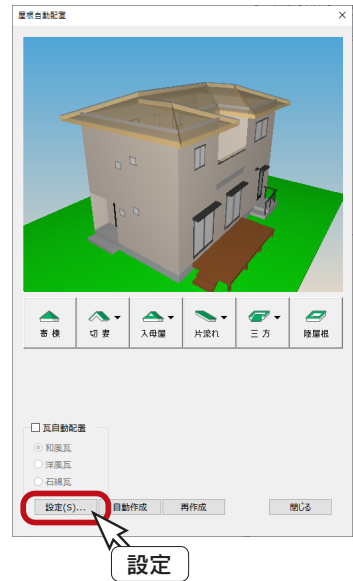 屋根自動配置
寄棟
切妻
入母屋
片流れ
三方
陸屋根
瓦自動配置
和風瓦
洋風瓦
石綿瓦
設定(S)... 自動作成 再作成 閉じる
設定